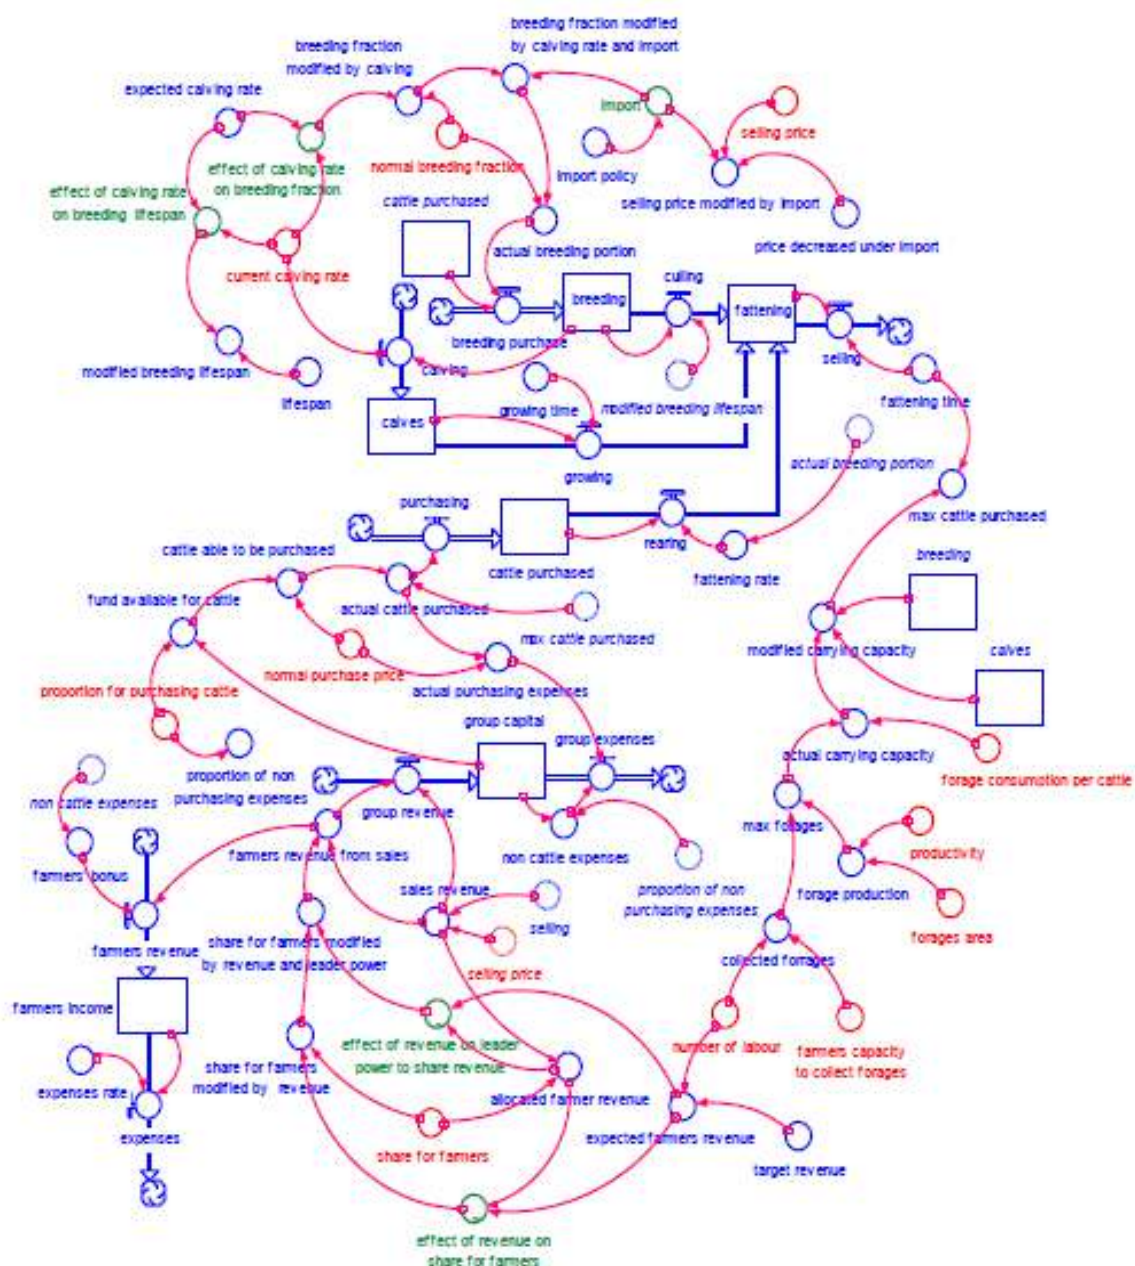 breeding fraction modified
by calving rate and import
breeding fraction
modified by calving
expected calving rate
import
selling price
normal breeding fraction
import policy
effect of calving rate
on breeding fraction
effect of calving rate
on breeding lifespan
cattle purchased
selling price modified by import
price decreased under import
actual breeding portion
current calving rate
culling
breeding
fattening
breeding purchase
selling
calving
modified breeding lifespan
lifespan
growing time
modified breeding lifespan
fattening time
calves
growing
actual breeding portion
purchasing
max cattle purchased
rearing
cattle able to be purchased
cattle purchased
fattening rate
breeding
fund available for cattle
actual cattle purchased
max cattle purchased
modified carrying capacity
calves
normal purchase price
proportion for purchasing cattle
actual purchasing expenses
group capital
group expenses
actual carrying capacity
proportion of non
purchasing expenses
non cattle expenses
forage consumption per cattle
group revenue
max forages
farmers revenue from sales
non cattle expenses
productivity
farmers' bonus
forage production
sales revenue
proportion of non
purchasing expenses
selling
forages area
farmers revenue
share for farmers modified
by revenue and leader power
collected forrages
selling price
farmers income
effect of revenue on leader
power to share revenue
number of labour
farmers capacity
to collect forages
share for farmers
modified by revenue
expenses rate
allocated farmer revenue
expected farmers revenue
expenses
share for farmers
target revenue
effect of revenue on
share for farmers